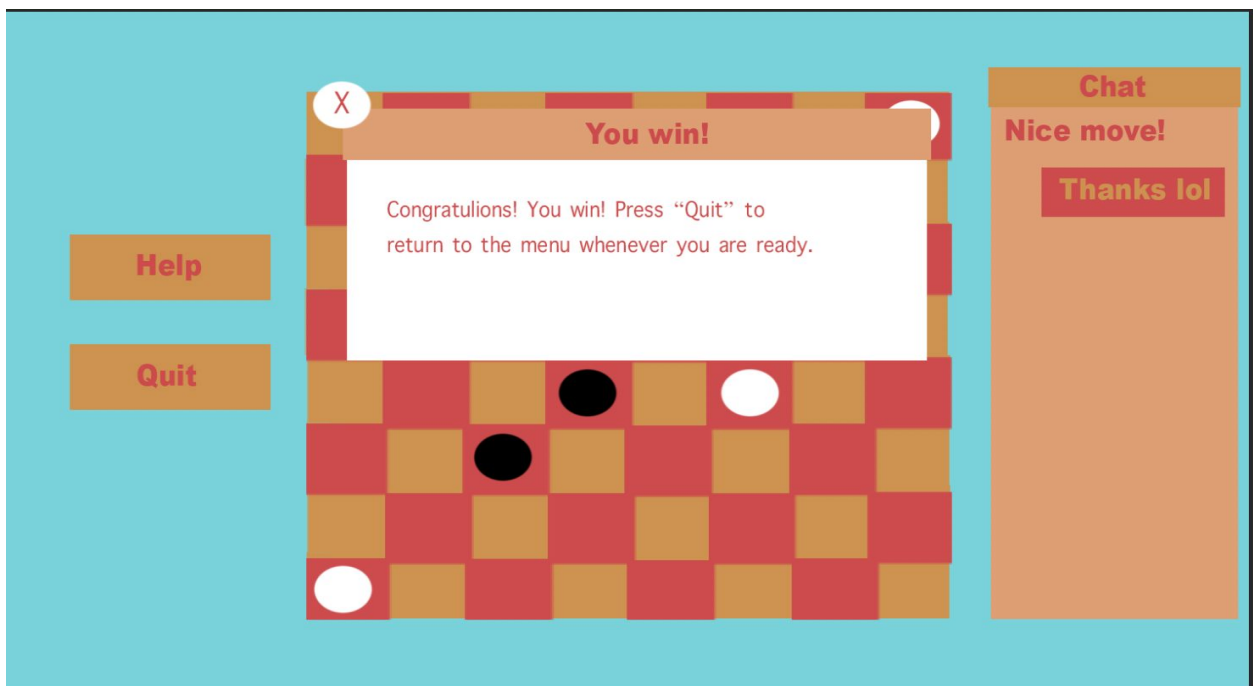 X
You win!
Congratulions! You win! Press “Quit” to
return to the menu whenever you are ready.
Help
Quit
Chat
Nice move!
Thanks lol